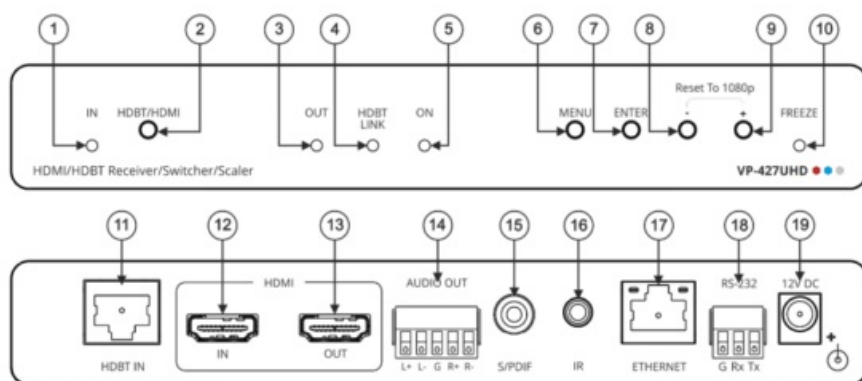 1 2 3 4 5 6 7 8 9 10
Reset To 1080p
IN HDBT/HDMI OUT HDBT LINK ON MENU ENTER - + FREEZE
HDMI/HDBT Receiver/Switcher/Scaler VP-427UHD
11 12 13 14 15 16 17 18 19
HDMI AUDIO OUT RS-232 12V DC
+
IN OUT
HDBT IN L+ L- G R+ R- S/PDIF IR ETHERNET G Rx Tx